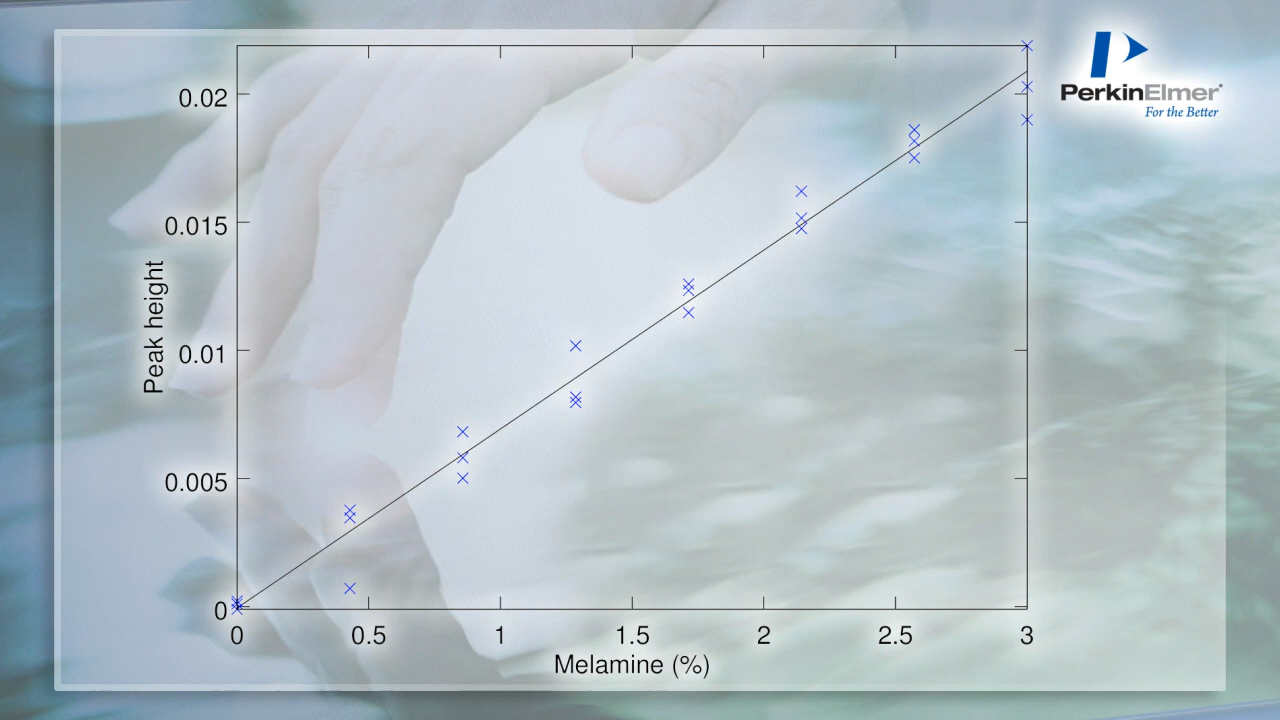 PerkinElmer
For the Better
0.02
0.015
0.01
0.005
0
Peak height
0 0.5 1 1.5 2 2.5 3
Melamine (%)